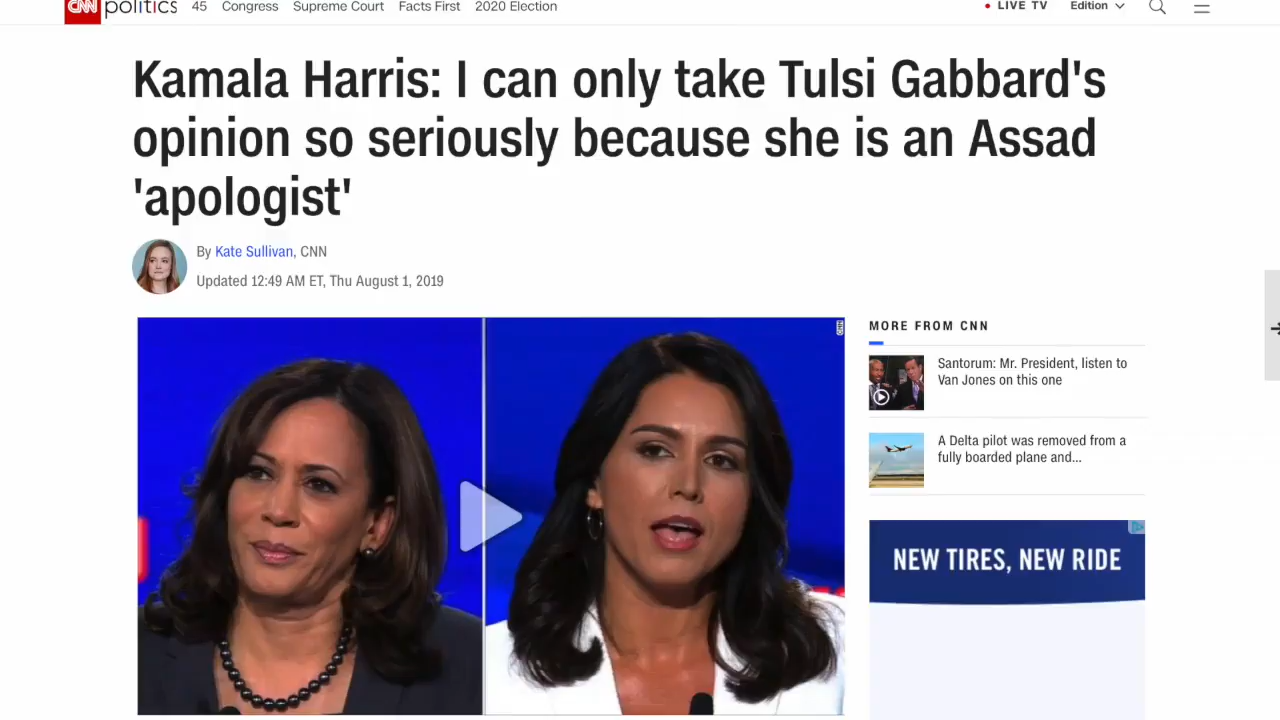 CNN politics 45 Congress Supreme Court Facts First 2020 Election LIVE TV Edition
Kamala Harris: I can only take Tulsi Gabbard's
opinion so seriously because she is an Assad
'apologist'
By Kate Sullivan, CNN
Updated 12:49 AM ET, Thu August 1, 2019
CNN
MORE FROM CNN
Santorum: Mr. President, listen to
Van Jones on this one
A Delta pilot was removed from a
fully boarded plane and...
NEW TIRES, NEW RIDE